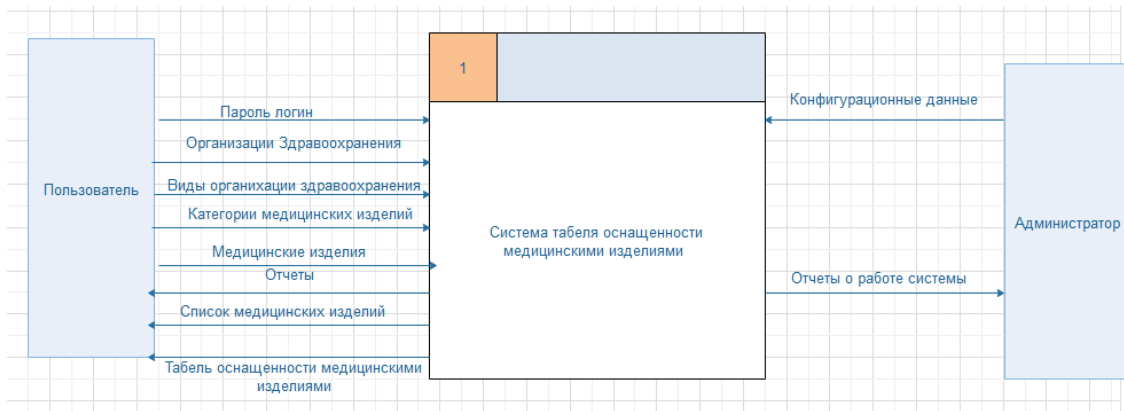 1
Пароль логин
Организации Здравоохранения
Виды органихации здравоохранения
Категории медицинских изделий
Медицинские изделия
Отчеты
Список медицинских изделий
Табель оснащенности медицинскими
изделиями
Пользователь
Система табеля оснащенности
медицинскими изделиями
Конфигурационные данные
Отчеты о работе системы
Администратор